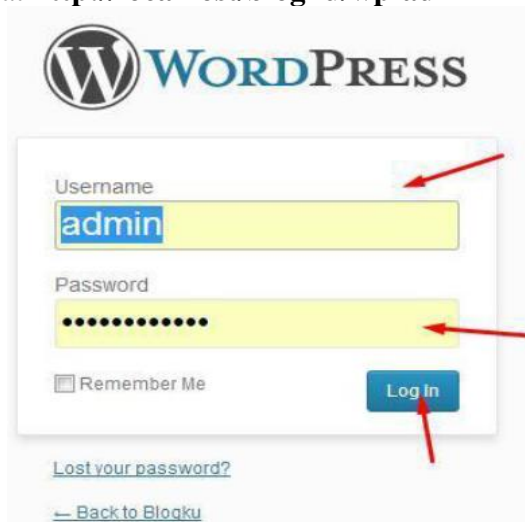 WORDPRESS
Username
admin
Password
••••••••••••
Remember Me
Log In
Lost your password?
← Back to Blogku